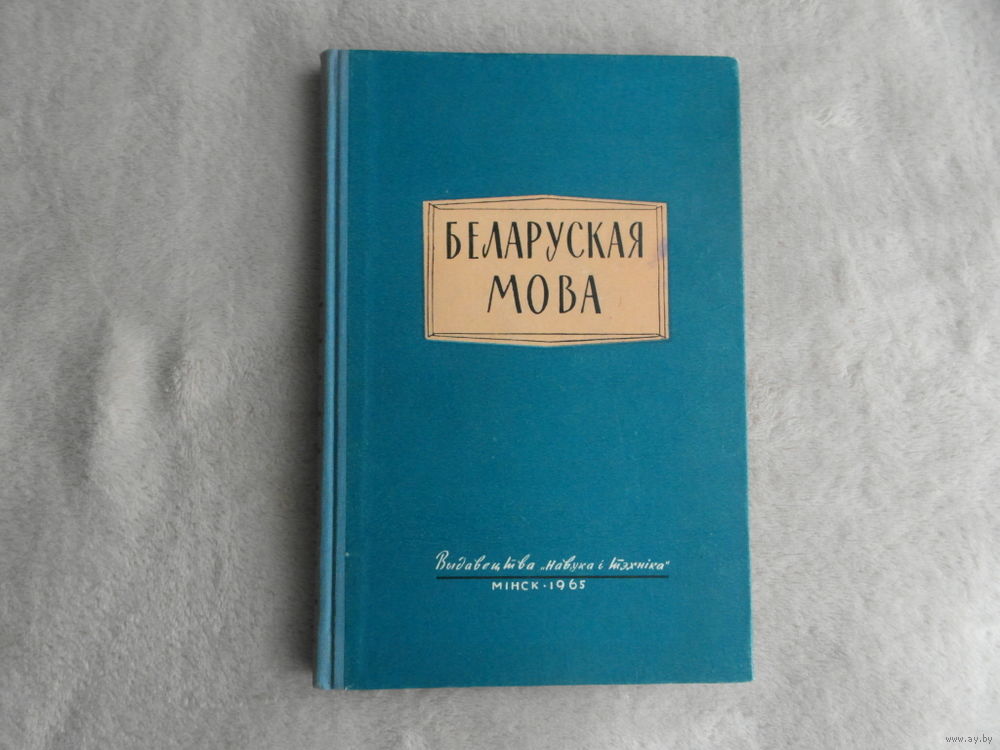 БЕЛАРУСКАЯ
МОВА
Выдавецтва „Навука і тэхніка"
МІНСК · 1965
www.ay.by